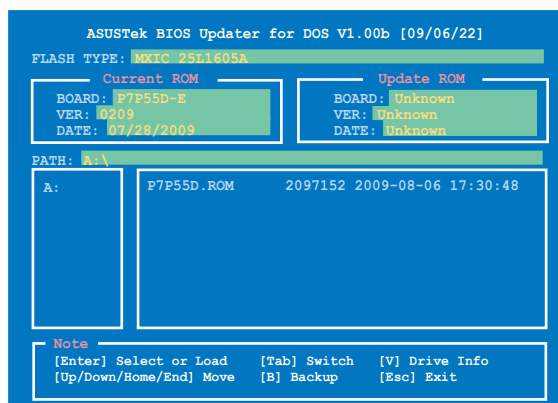 ASUSTek BIOS Updater for DOS V1.00b [09/06/22]
FLASH TYPE: MXIC 25L1605A
Current ROM
BOARD: P7P55D-E
VER: 0209
DATE: 07/28/2009
Update ROM
BOARD: Unknown
VER: Unknown
DATE: Unknown
PATH: A:\
A:
P7P55D.ROM 2097152 2009-08-06 17:30:48
Note
[Enter] Select or Load [Tab] Switch [V] Drive Info
[Up/Down/Home/End] Move [B] Backup [Esc] Exit